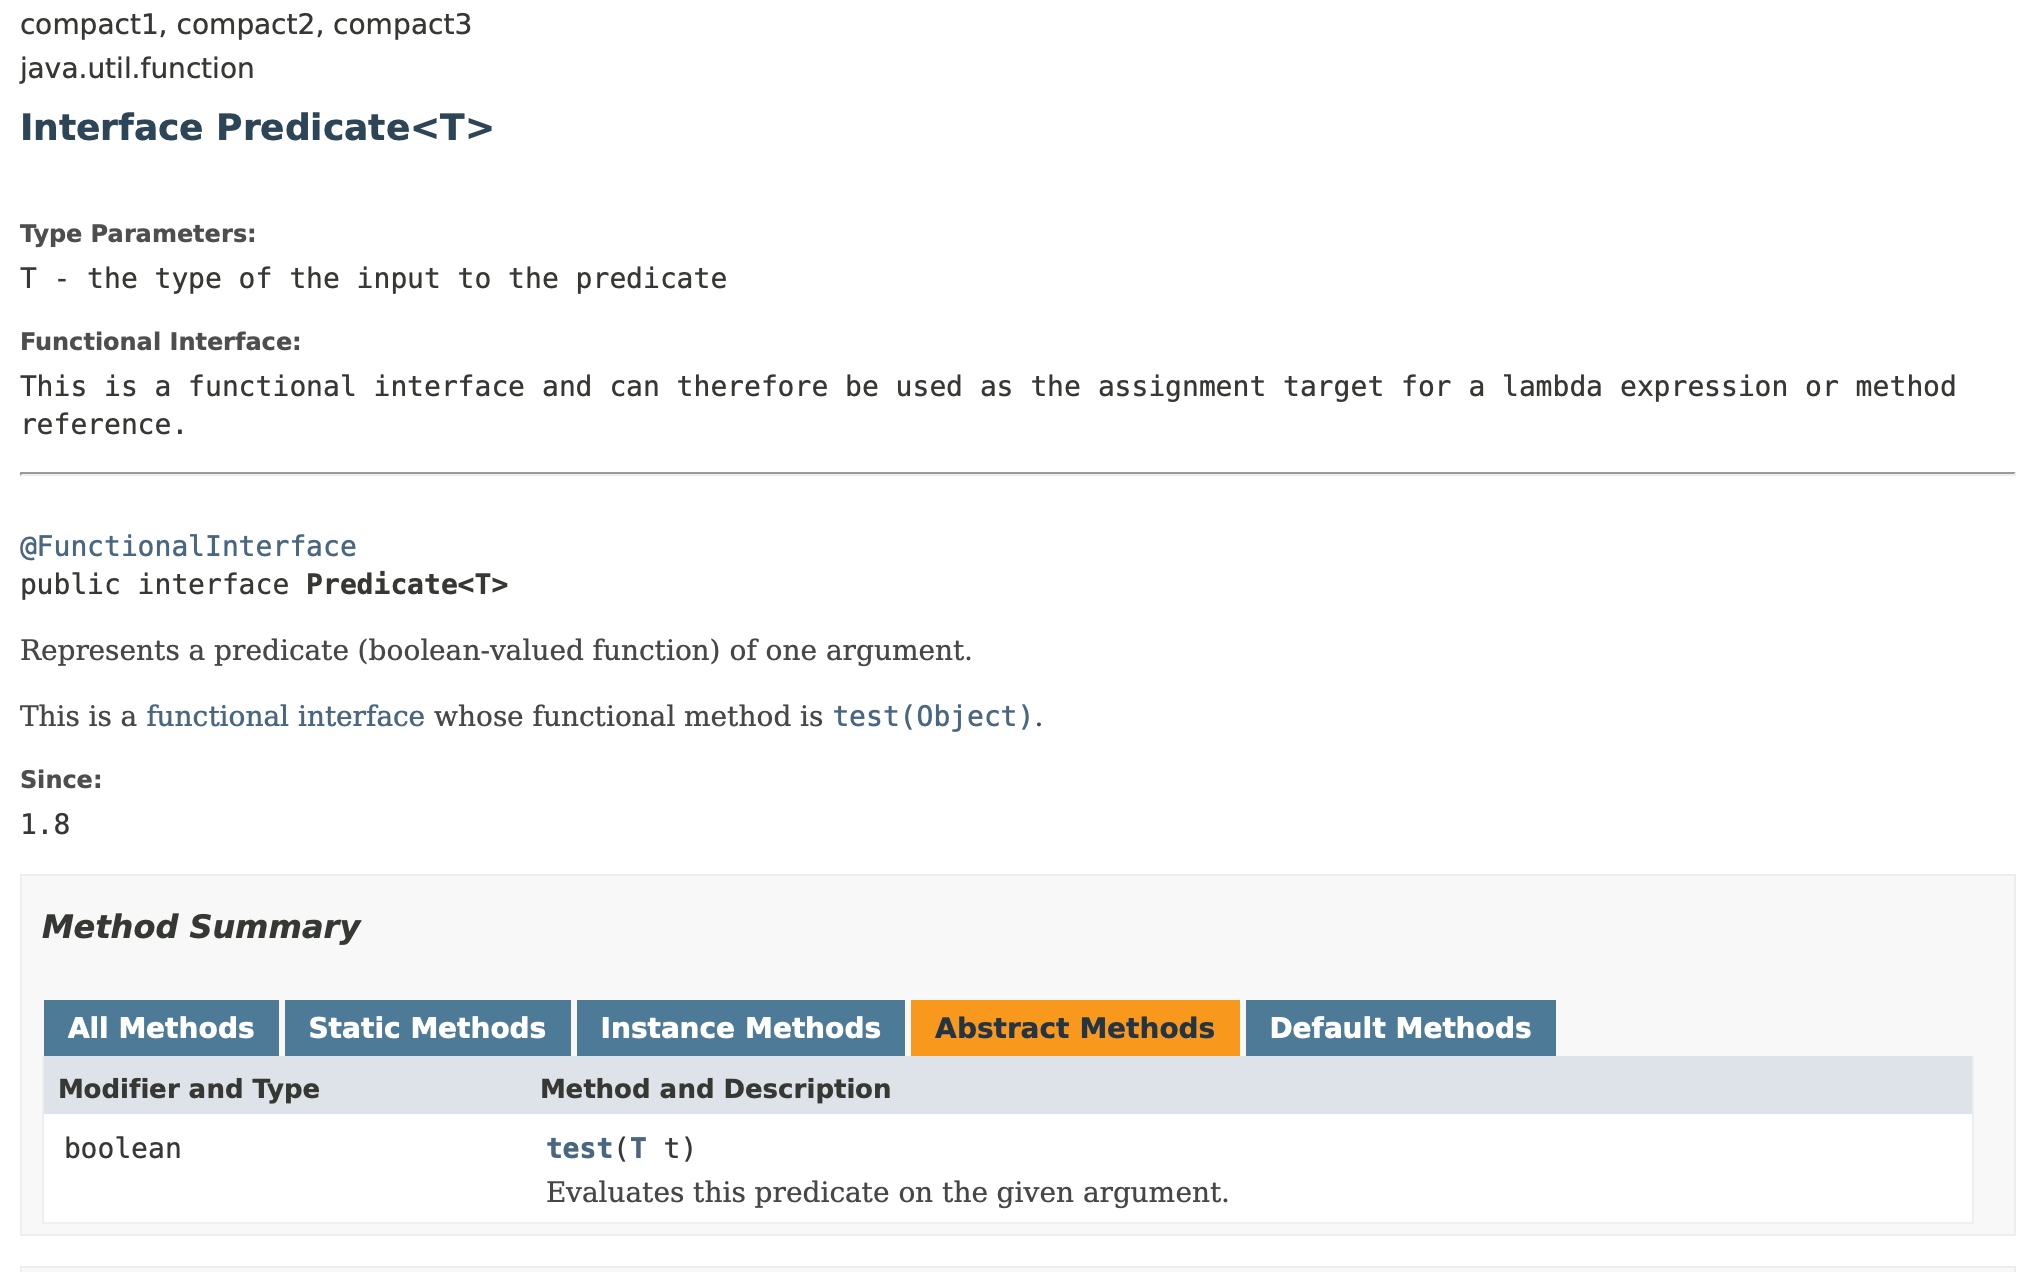 compact1, compact2, compact3
java.util.function
Interface Predicate<T>
Type Parameters:
T - the type of the input to the predicate
Functional Interface:
This is a functional interface and can therefore be used as the assignment target for a lambda expression or method
reference.
@FunctionalInterface
public interface Predicate<T>
Represents a predicate (boolean-valued function) of one argument.
This is a functional interface whose functional method is test(Object).
Since:
1.8
Method Summary
All Methods Static Methods Instance Methods Abstract Methods Default Methods
Modifier and Type Method and Description
boolean test(T t)
Evaluates this predicate on the given argument.